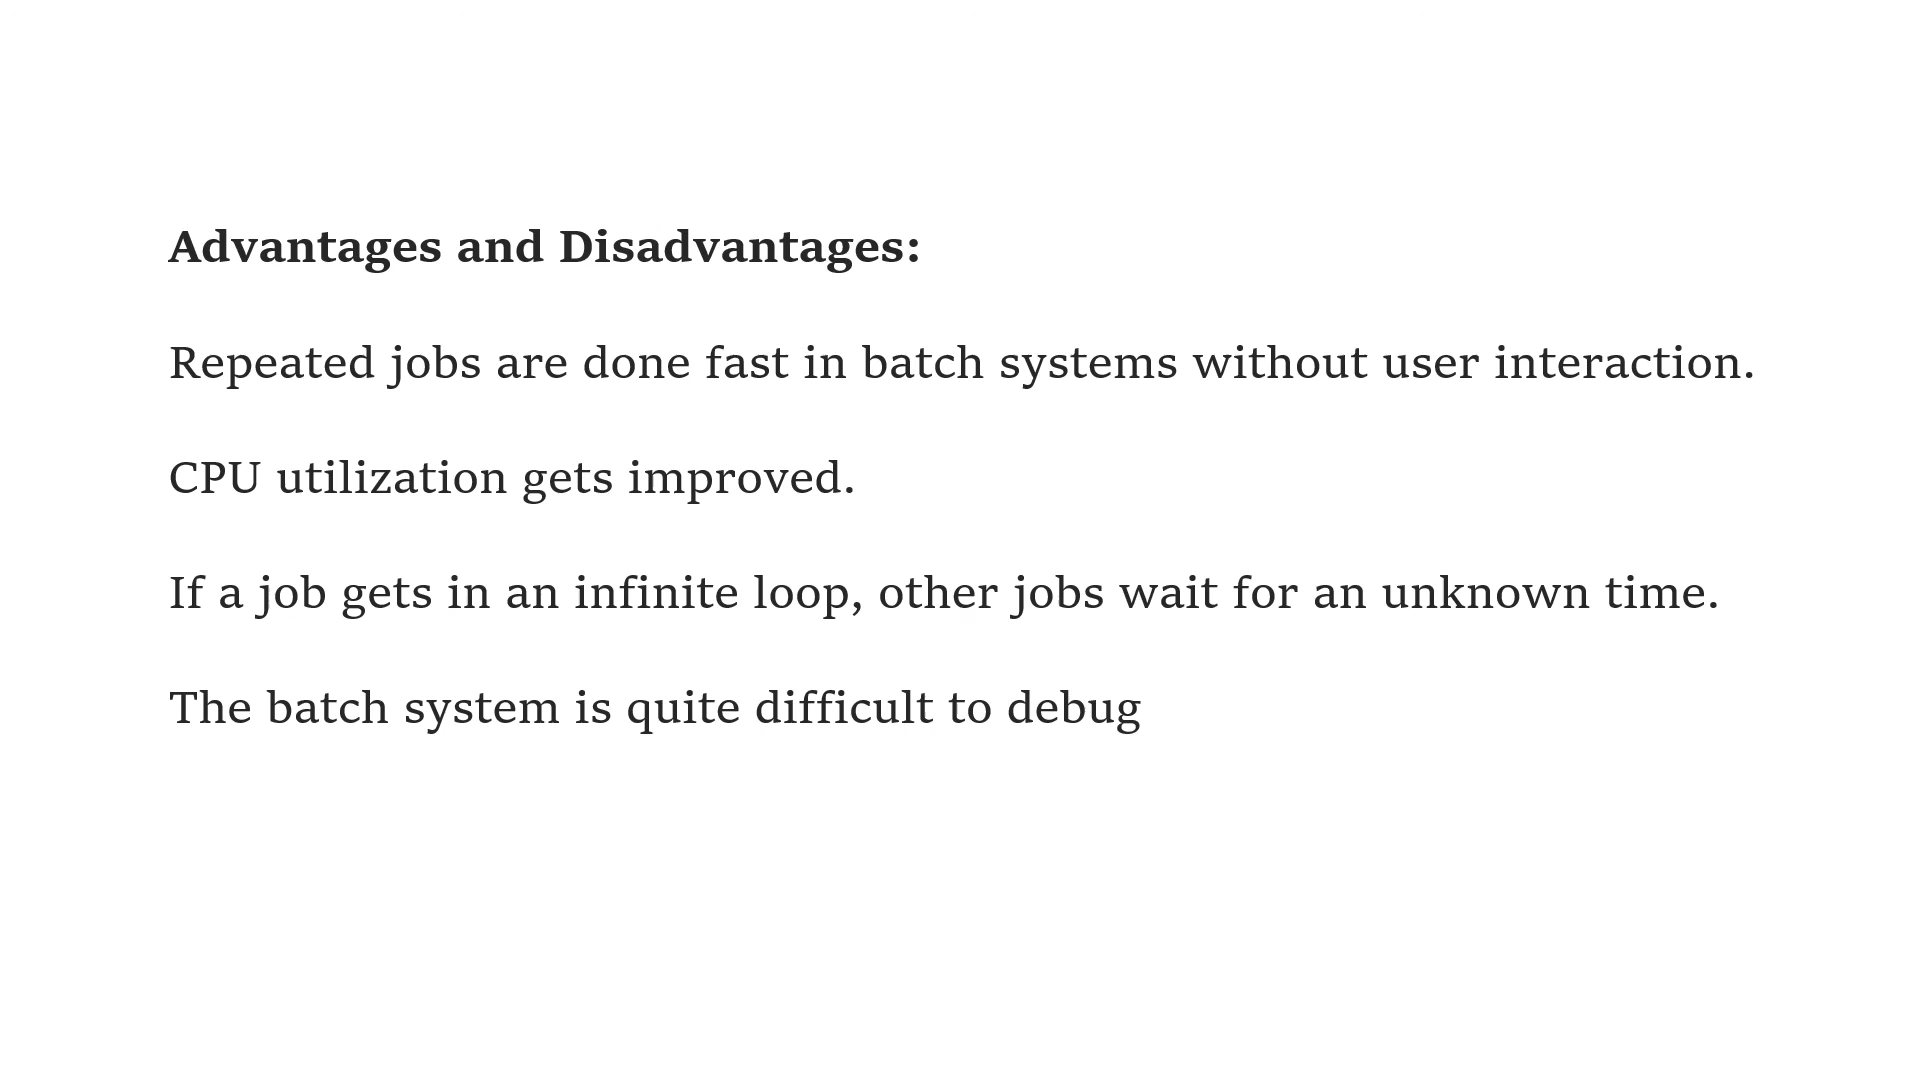 Advantages and Disadvantages:
Repeated jobs are done fast in batch systems without user interaction.
CPU utilization gets improved.
If a job gets in an infinite loop, other jobs wait for an unknown time.
The batch system is quite difficult to debug